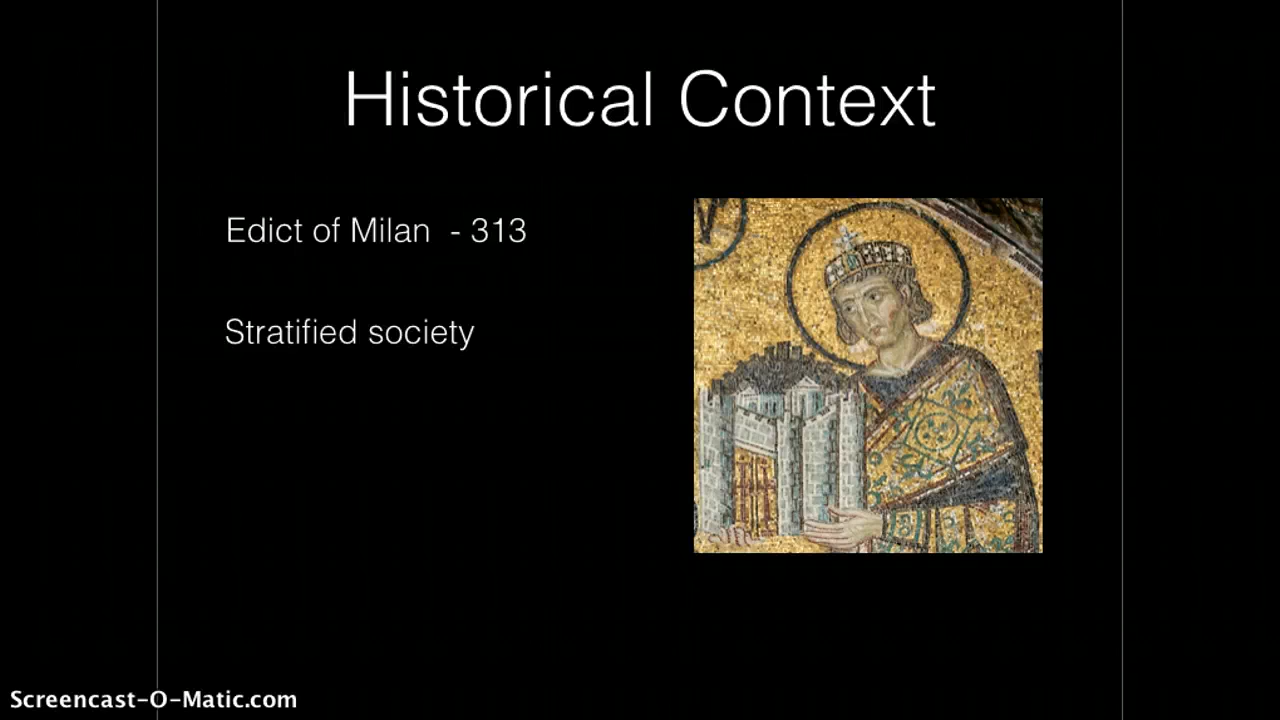 Historical Context
Edict of Milan - 313
Stratified society
Screencast-O-Matic.com